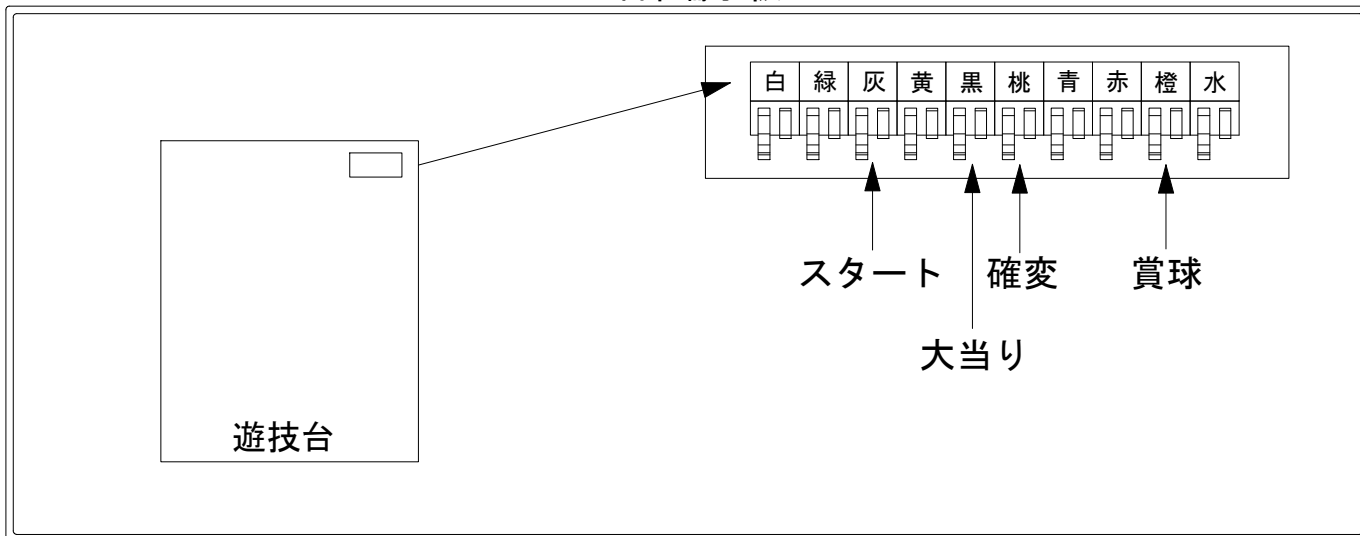 白 緑 灰 黄 黒 桃 青 赤 橙 水
スタート 確変 賞球
大当り
遊技台